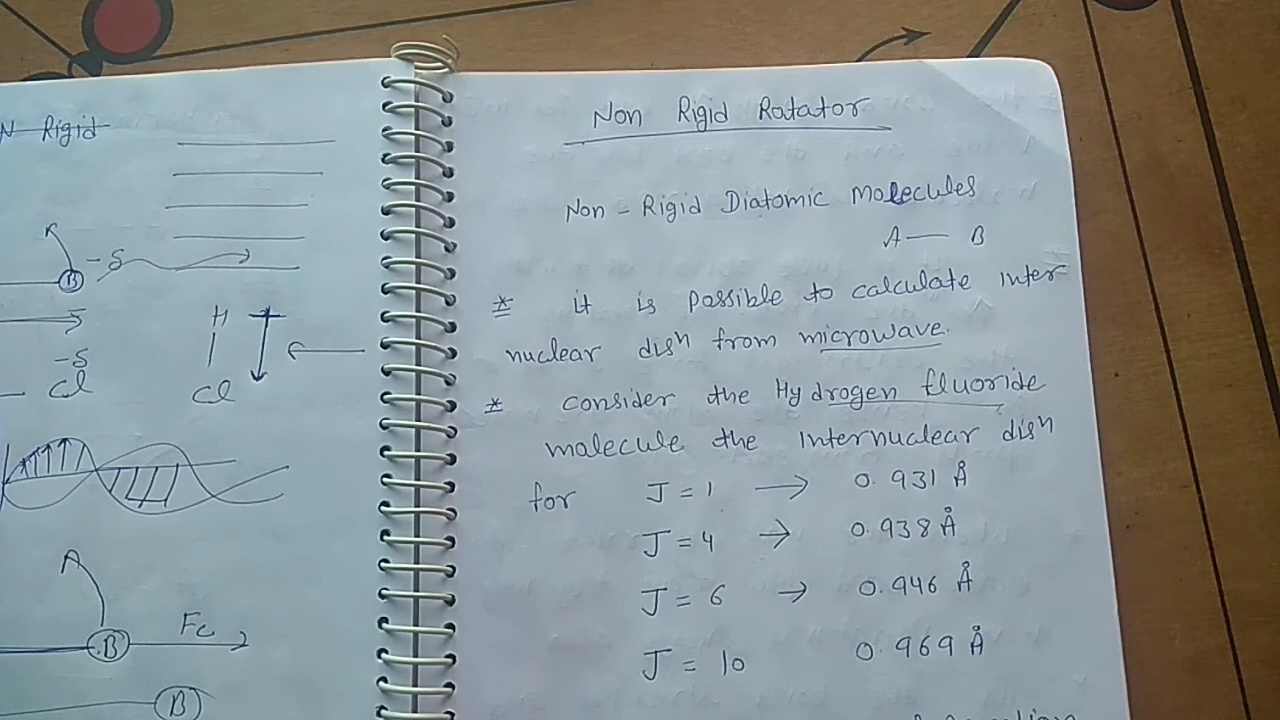 N Rigid
B -δ
H
-δ
Cl Cl
A
B Fc
B
Non Rigid Rotator
Non-Rigid Diatomic Molecules
A — B
* it is possible to calculate inter
nuclear disn from microwave.
* consider the Hydrogen fluoride
molecule the Internuclear disn
for J = 1 → 0.931 Å
J = 4 → 0.938 Å
J = 6 → 0.946 Å
J = 10 0.969 Å